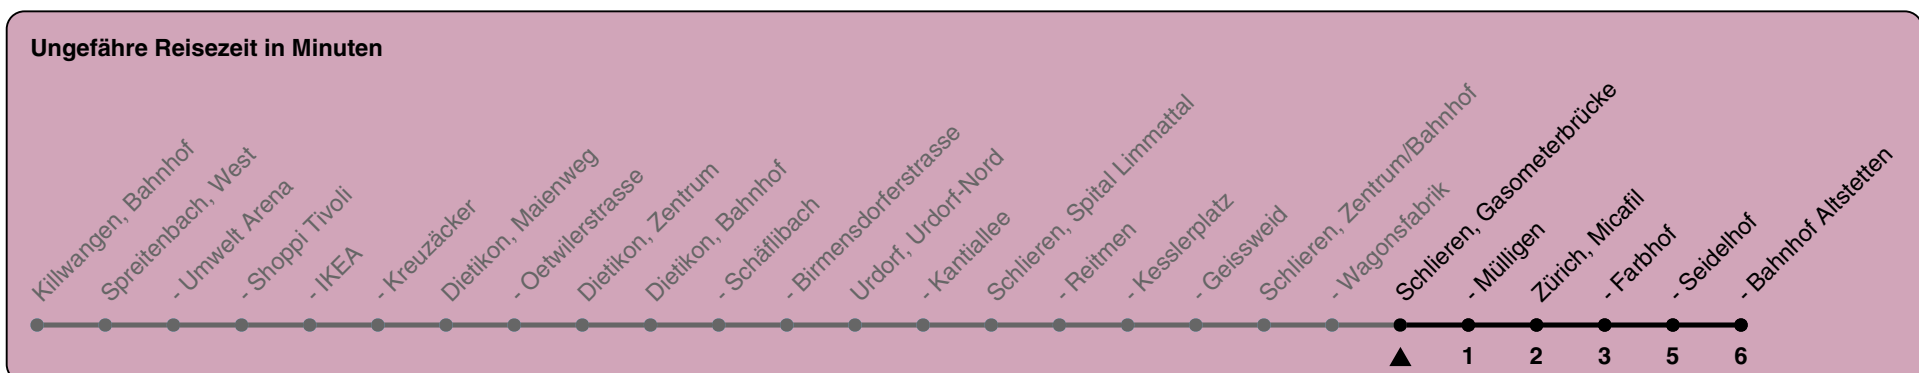 Ungefähre Reisezeit in Minuten
Killwangen, Bahnhof
Spreitenbach, West
- Umwelt Arena
- Shoppi Tivoli
- IKEA
- Kreuzäcker
Dietikon, Maienweg
- Oetwilerstrasse
Dietikon, Zentrum
Dietikon, Bahnhof
- Schäflibach
- Birmensdorferstrasse
Urdorf, Urdorf-Nord
- Kantiallee
Schlieren, Spital Limmattal
- Reitmen
- Kesslerplatz
- Geissweid
Schlieren, Zentrum/Bahnhof
- Wagonsfabrik
Schlieren, Gasometerbrücke
- Mülligen
Zürich, Micafil
- Farbhof
- Seidelhof
- Bahnhof Altstetten
1 2 3 5 6